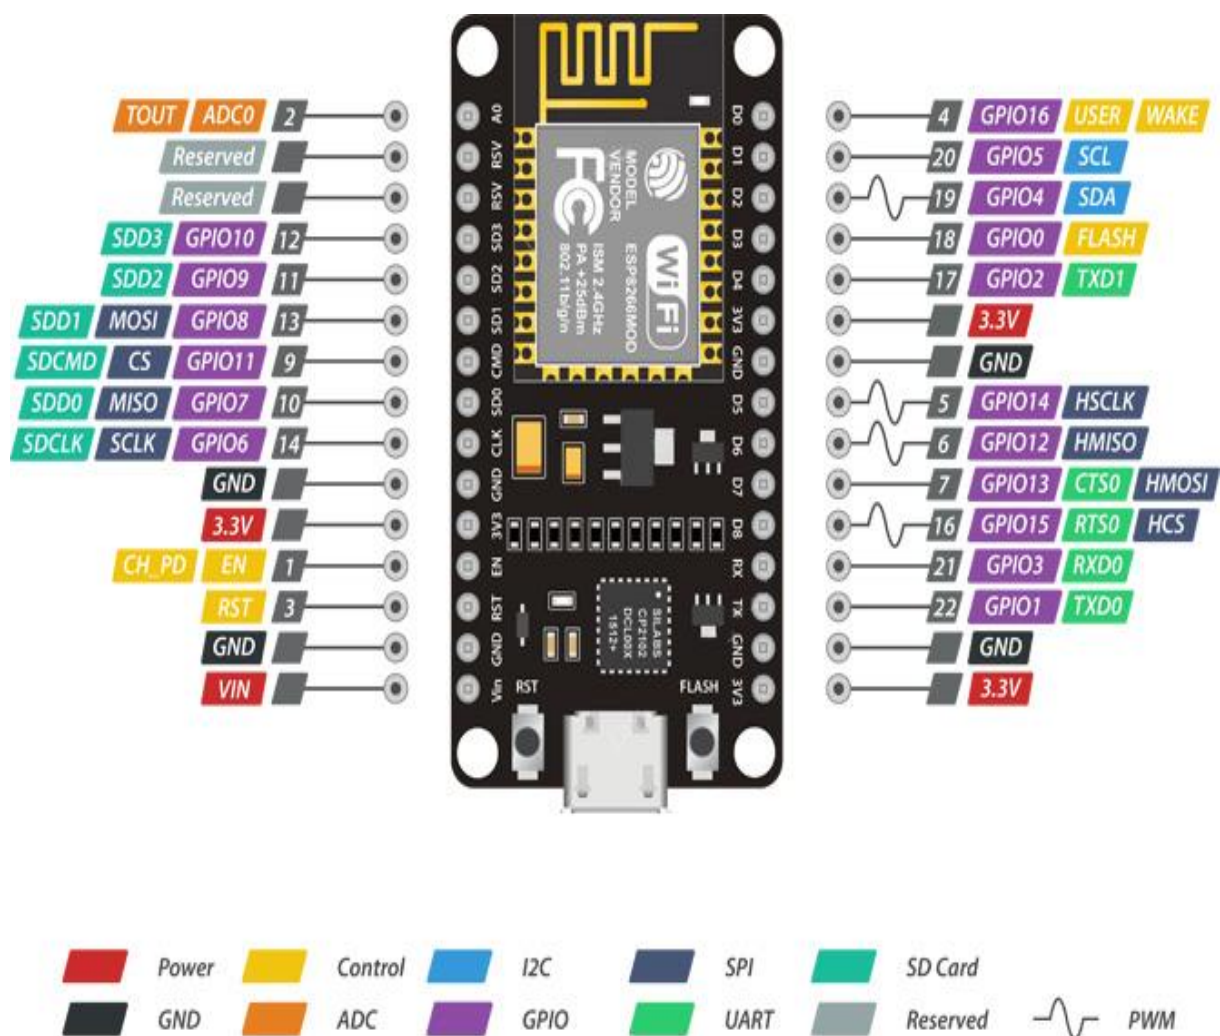 TOUT ADC0 2
Reserved
Reserved
SDD3 GPIO10 12
SDD2 GPIO9 11
SDD1 MOSI GPIO8 13
SDCMD CS GPIO11 9
SDD0 MISO GPIO7 10
SDCLK SCLK GPIO6 14
GND
3.3V
CH_PD EN 1
RST 3
GND
VIN
A0
RSV
RSV
SD3
SD2
SD1
CMD
SD0
CLK
GND
3V3
EN
RST
GND
Vin
MODEL
VENDOR
FC
ISM 2.4GHz
PA +25dBm
802.11b/g/n
WiFi
ESP8266MOD
SILABS
CP2102
DCL00X
1512+
RST
FLASH
D0
D1
D2
D3
D4
3V3
GND
D5
D6
D7
D8
RX
TX
GND
3V3
4 GPIO16 USER WAKE
20 GPIO5 SCL
19 GPIO4 SDA
18 GPIO0 FLASH
17 GPIO2 TXD1
3.3V
GND
5 GPIO14 HSCLK
6 GPIO12 HMISO
7 GPIO13 CTS0 HMOSI
16 GPIO15 RTS0 HCS
21 GPIO3 RXD0
22 GPIO1 TXD0
GND
3.3V
Power Control I2C SPI SD Card
GND ADC GPIO UART Reserved PWM